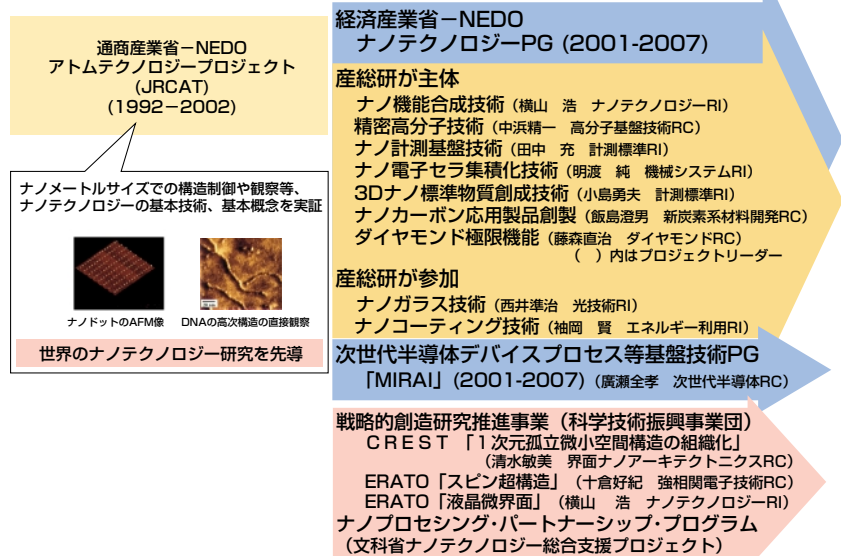 通商産業省－NEDO
アトムテクノロジープロジェクト
(JRCAT)
(1992－2002)
ナノメートルサイズでの構造制御や観察等、
ナノテクノロジーの基本技術、基本概念を実証
ナノドットのAFM像
DNAの高次構造の直接観察
世界のナノテクノロジー研究を先導
経済産業省－NEDO
ナノテクノロジーPG (2001-2007)
産総研が主体
ナノ機能合成技術（横山　浩　ナノテクノロジーRI）
精密高分子技術（中浜精一　高分子基盤技術RC）
ナノ計測基盤技術（田中　充　計測標準RI）
ナノ電子セラ集積化技術（明渡　純　機械システムRI）
3Dナノ標準物質創成技術（小島勇夫　計測標準RI）
ナノカーボン応用製品創製（飯島澄男　新炭素系材料開発RC）
ダイヤモンド極限機能（藤森直治　ダイヤモンドRC）
（　）内はプロジェクトリーダー
産総研が参加
ナノガラス技術（西井準治　光技術RI）
ナノコーティング技術（袖岡　賢　エネルギー利用RI）
次世代半導体デバイスプロセス等基盤技術PG
「MIRAI」(2001-2007)（廣瀬全孝　次世代半導体RC）
戦略的創造研究推進事業（科学技術振興事業団）
ＣＲＥＳＴ「１次元孤立微小空間構造の組織化」
（清水敏美　界面ナノアーキテクトニクスRC）
ERATO「スピン超構造」（十倉好紀　強相関電子技術RC）
ERATO「液晶微界面」（横山　浩　ナノテクノロジーRI）
ナノプロセシング・パートナーシップ・プログラム
（文科省ナノテクノロジー総合支援プロジェクト）